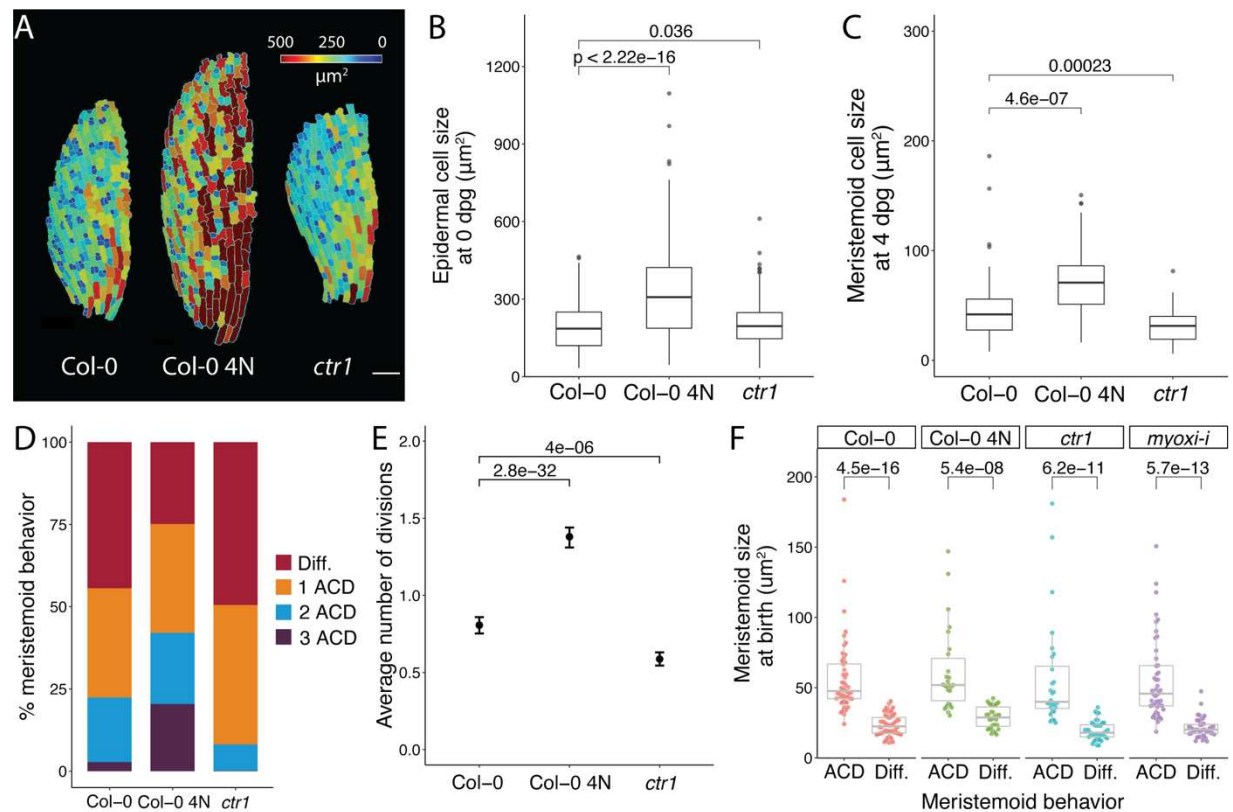 A
500 250 0
µm²
Col-0 Col-0 4N ctr1
B
Epidermal cell size
at 0 dpg (µm²)
1200
900
600
300
0
0.036
p < 2.22e−16
Col−0 Col−0 4N ctr1
C
Meristemoid cell size
at 4 dpg (µm²)
300
200
100
0
0.00023
4.6e−07
Col−0 Col−0 4N ctr1
D
% meristemoid behavior
100
75
50
25
0
Col−0 Col−0 4N ctr1
Diff.
1 ACD
2 ACD
3 ACD
E
Average number of divisions
2.0
1.5
1.0
0.5
0.0
4e−06
2.8e−32
Col−0 Col−0 4N ctr1
F
Meristemoid size
at birth (um²)
200
150
100
50
0
Col−0 Col−0 4N ctr1 myoxi-i
4.5e−16 5.4e−08 6.2e−11 5.7e−13
ACD Diff. ACD Diff. ACD Diff. ACD Diff.
Meristemoid behavior